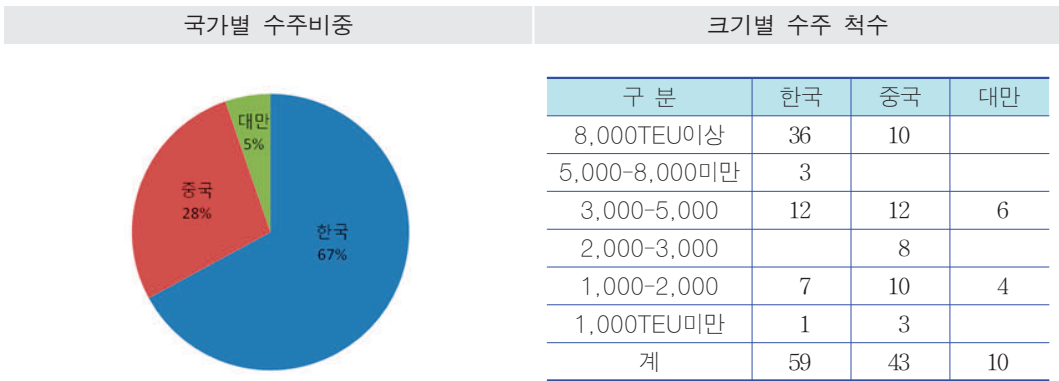 국가별 수주비중
크기별 수주 척수
대만
5%
중국
28%
한국
67%
구 분 한국 중국 대만
8,000TEU이상 36 10
5,000-8,000미만 3
3,000-5,000 12 12 6
2,000-3,000 8
1,000-2,000 7 10 4
1,000TEU미만 1 3
계 59 43 10